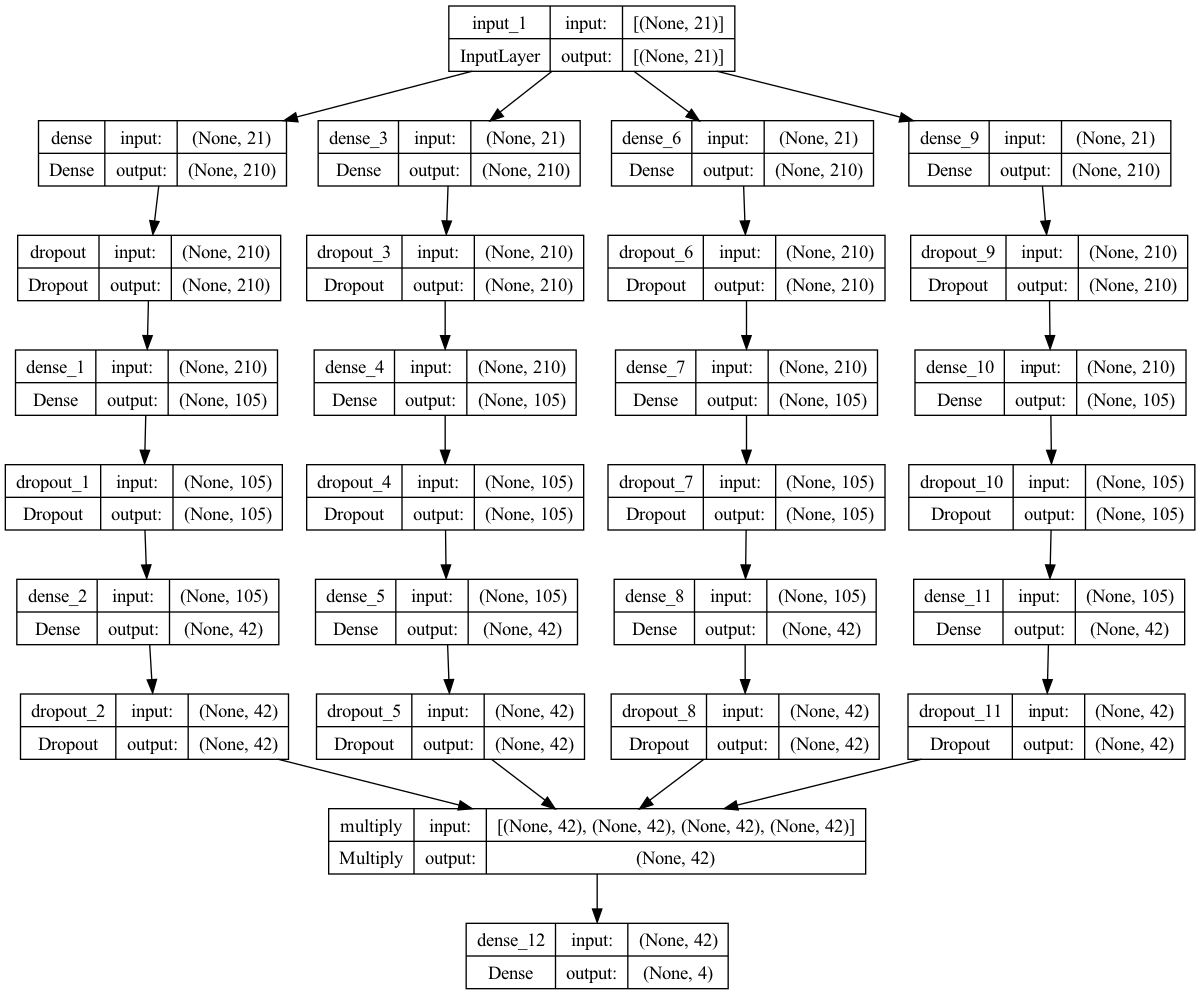 input_1 input: [(None, 21)]
InputLayer output: [(None, 21)]
dense input: (None, 21)
Dense output: (None, 210)
dense_3 input: (None, 21)
Dense output: (None, 210)
dense_6 input: (None, 21)
Dense output: (None, 210)
dense_9 input: (None, 21)
Dense output: (None, 210)
dropout input: (None, 210)
Dropout output: (None, 210)
dropout_3 input: (None, 210)
Dropout output: (None, 210)
dropout_6 input: (None, 210)
Dropout output: (None, 210)
dropout_9 input: (None, 210)
Dropout output: (None, 210)
dense_1 input: (None, 210)
Dense output: (None, 105)
dense_4 input: (None, 210)
Dense output: (None, 105)
dense_7 input: (None, 210)
Dense output: (None, 105)
dense_10 input: (None, 210)
Dense output: (None, 105)
dropout_1 input: (None, 105)
Dropout output: (None, 105)
dropout_4 input: (None, 105)
Dropout output: (None, 105)
dropout_7 input: (None, 105)
Dropout output: (None, 105)
dropout_10 input: (None, 105)
Dropout output: (None, 105)
dense_2 input: (None, 105)
Dense output: (None, 42)
dense_5 input: (None, 105)
Dense output: (None, 42)
dense_8 input: (None, 105)
Dense output: (None, 42)
dense_11 input: (None, 105)
Dense output: (None, 42)
dropout_2 input: (None, 42)
Dropout output: (None, 42)
dropout_5 input: (None, 42)
Dropout output: (None, 42)
dropout_8 input: (None, 42)
Dropout output: (None, 42)
dropout_11 input: (None, 42)
Dropout output: (None, 42)
multiply input: [(None, 42), (None, 42), (None, 42), (None, 42)]
Multiply output: (None, 42)
dense_12 input: (None, 42)
Dense output: (None, 4)